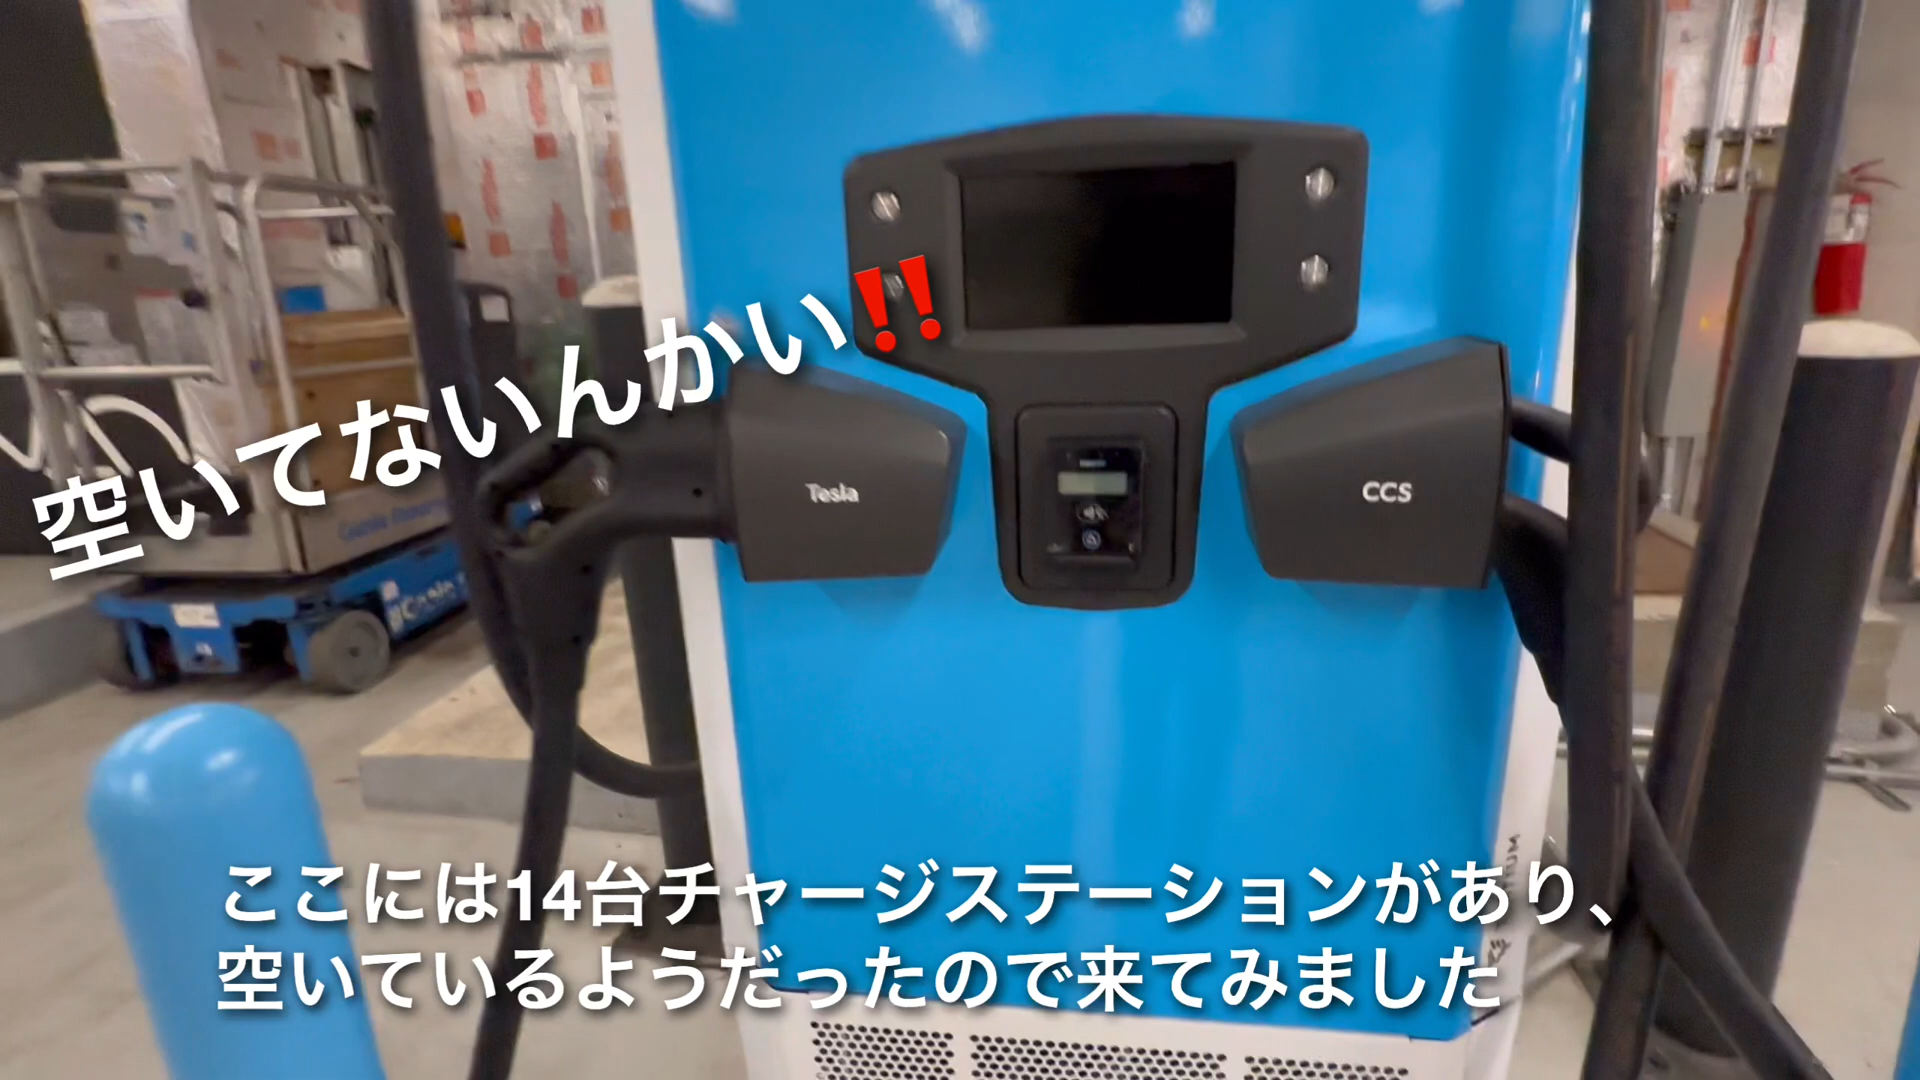 空いてないんかい‼️
Tesla
CCS
Genie
ここには14台チャージステーションがあり、
空いているようだったので来てみました